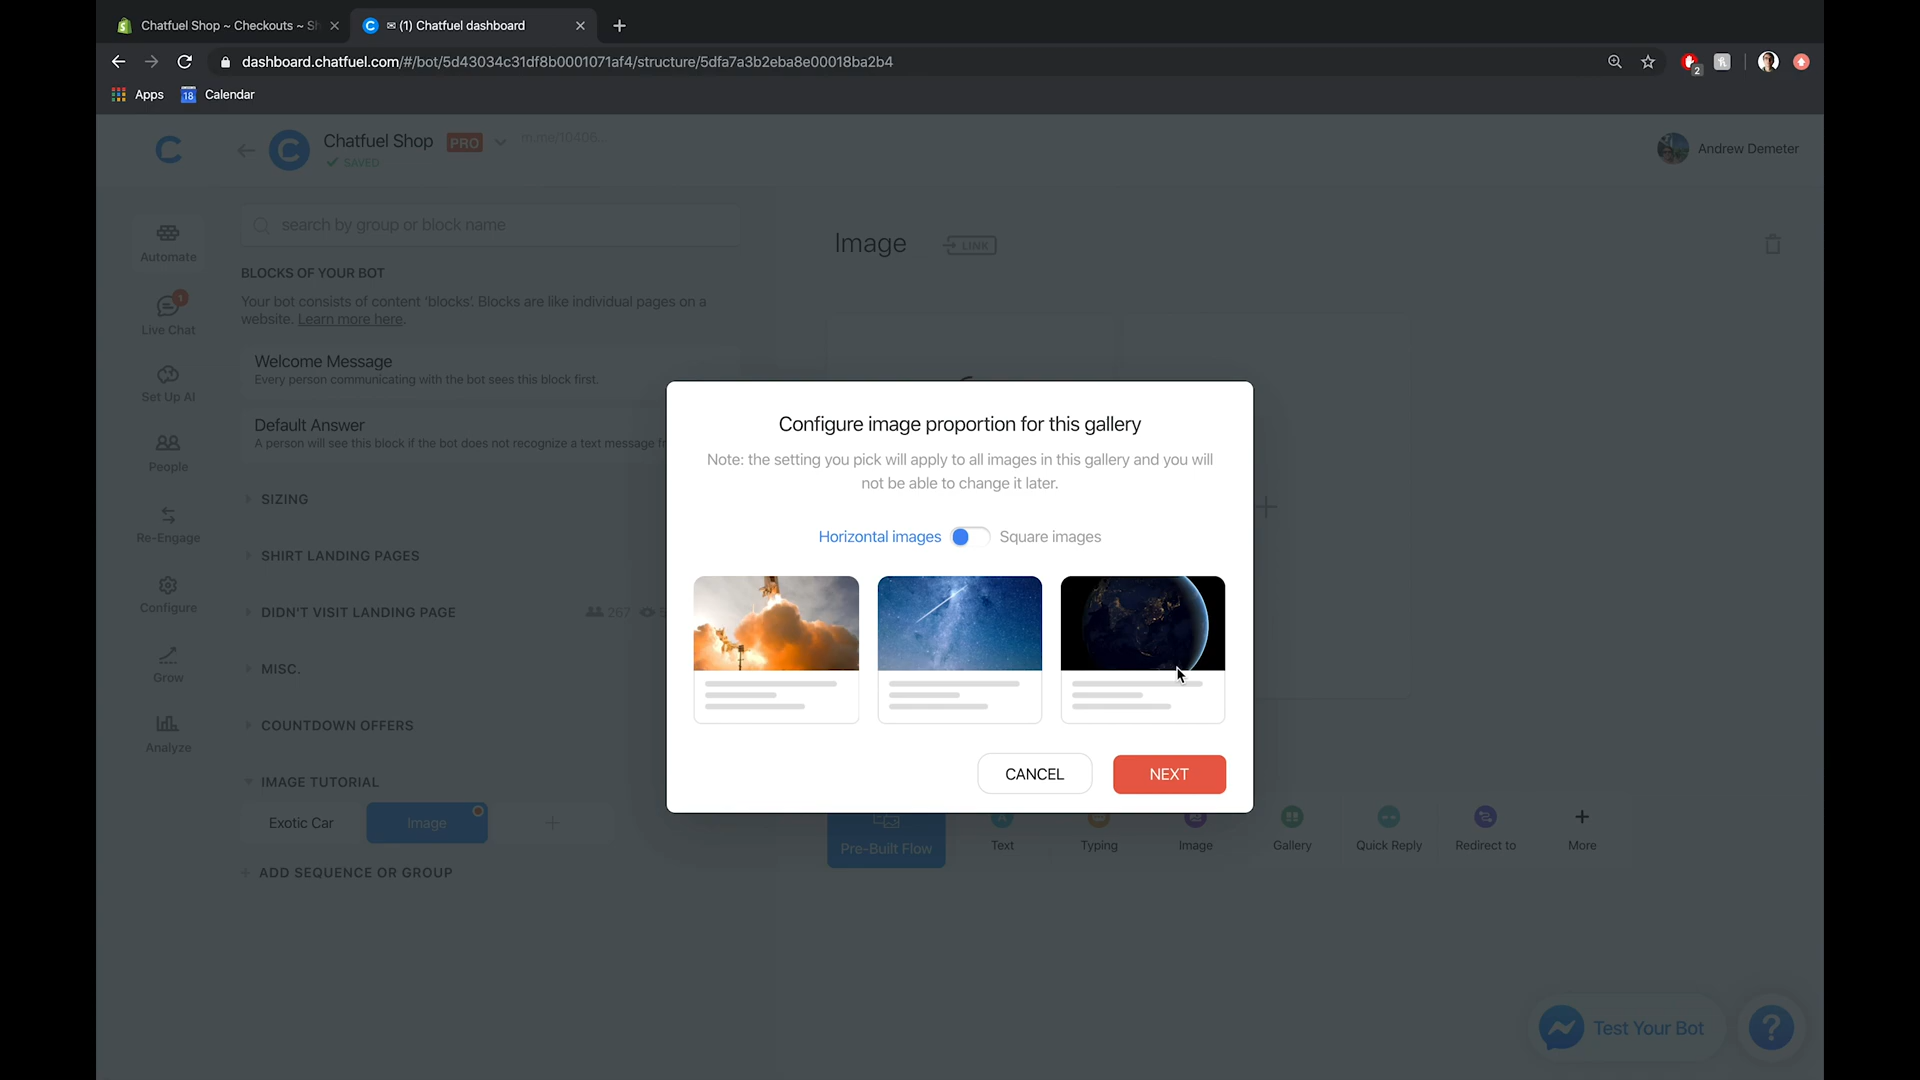 Chatfuel Shop ~ Checkouts ~ Sh
✉ (1) Chatfuel dashboard
dashboard.chatfuel.com/#/bot/5d43034c31df8b0001071af4/structure/5dfa7a3b2eba8e00018ba2b4
2
Apps
18
Calendar
Chatfuel Shop
PRO
m.me/10406...
SAVED
Andrew Demeter
search by group or block name
Image
LINK
Automate
BLOCKS OF YOUR BOT
Your bot consists of content 'blocks'. Blocks are like individual pages on a
website. Learn more here.
1
Live Chat
Welcome Message
Every person communicating with the bot sees this block first.
Set Up AI
Default Answer
A person will see this block if the bot does not recognize a text message
People
SIZING
Re-Engage
SHIRT LANDING PAGES
Configure
DIDN'T VISIT LANDING PAGE
267
Grow
MISC.
Analyze
COUNTDOWN OFFERS
IMAGE TUTORIAL
Exotic Car
Image
+ ADD SEQUENCE OR GROUP
Configure image proportion for this gallery
Note: the setting you pick will apply to all images in this gallery and you will
not be able to change it later.
Horizontal images
Square images
CANCEL
NEXT
Pre-Built Flow
Text
Typing
Image
Gallery
Quick Reply
Redirect to
More
Test Your Bot
?